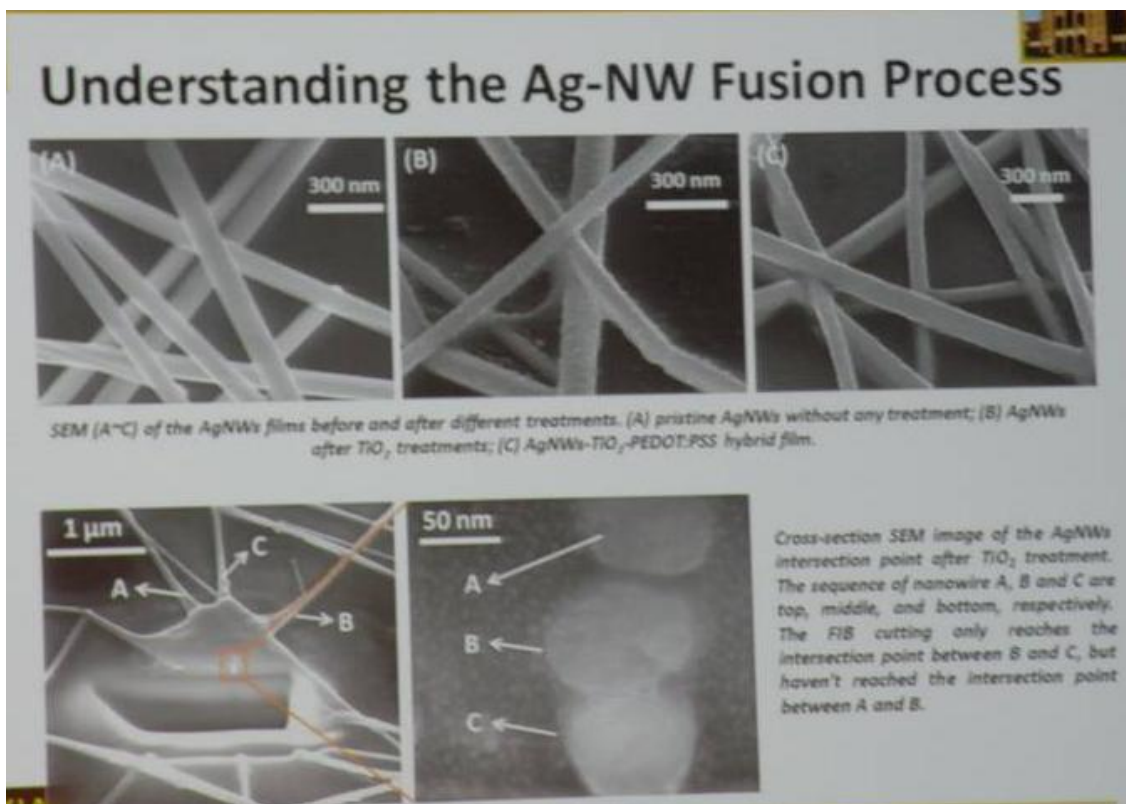 Understanding the Ag-NW Fusion Process
(A)
300 nm
(B)
300 nm
(C)
300 nm
SEM (A~C) of the AgNWs films before and after different treatments. (A) pristine AgNWs without any treatment; (B) AgNWs
after TiO₂ treatments; (C) AgNWs-TiO₂-PEDOT:PSS hybrid film.
1 µm
C
A
B
50 nm
A
B
C
Cross-section SEM image of the AgNWs
intersection point after TiO₂ treatment.
The sequence of nanowire A, B and C are
top, middle, and bottom, respectively.
The FIB cutting only reaches the
intersection point between B and C, but
haven't reached the intersection point
between A and B.